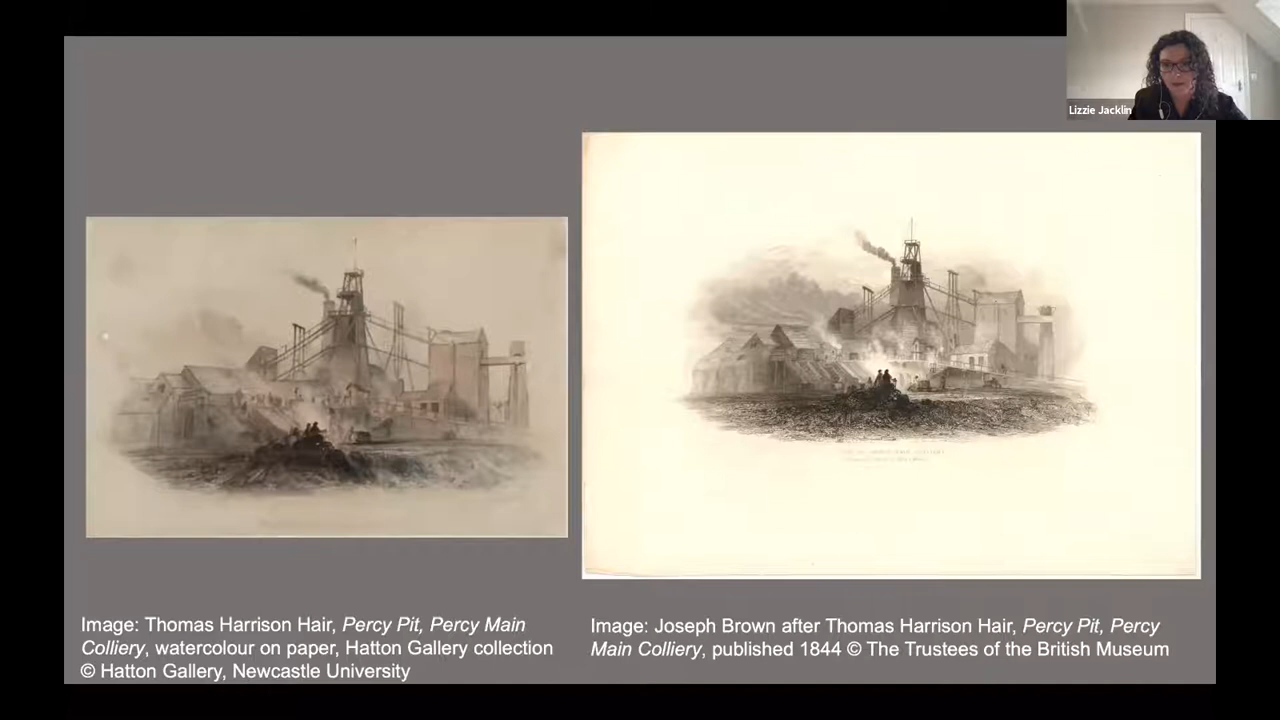 Lizzie Jacklin
Image: Thomas Harrison Hair, Percy Pit, Percy Main
Colliery, watercolour on paper, Hatton Gallery collection
© Hatton Gallery, Newcastle University
Image: Joseph Brown after Thomas Harrison Hair, Percy Pit, Percy
Main Colliery, published 1844 © The Trustees of the British Museum